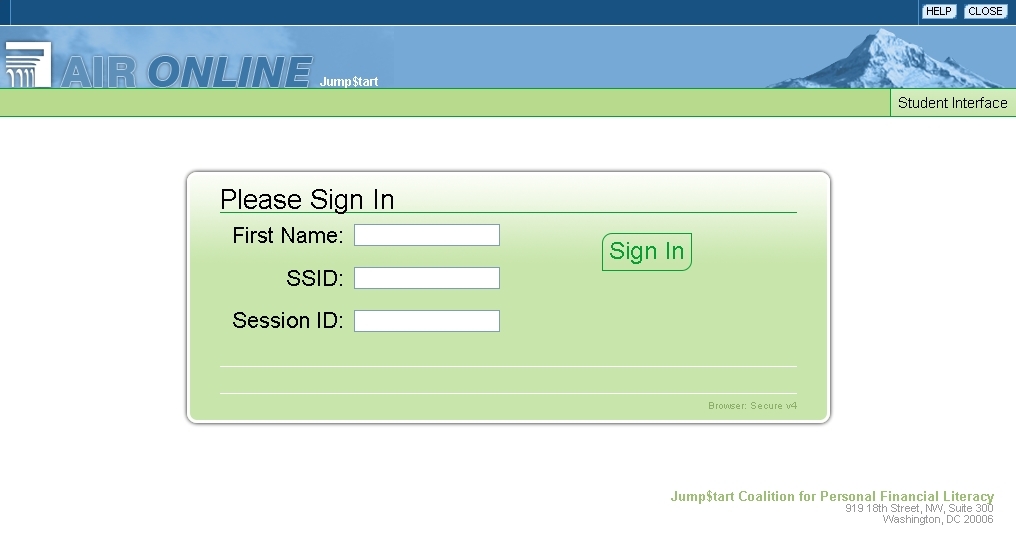 HELP CLOSE
AIR ONLINE Jump$tart
Student Interface
Please Sign In
First Name:
Sign In
SSID:
Session ID:
Browser: Secure v4
Jump$tart Coalition for Personal Financial Literacy
919 18th Street, NW, Suite 300
Washington, DC 20006